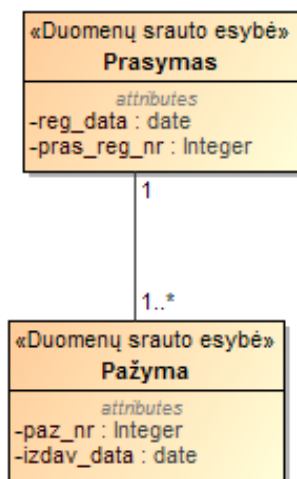 «Duomenų srauto esybė»
Prasymas
attributes
-reg_data : date
-pras_reg_nr : Integer
1
1..*
«Duomenų srauto esybė»
Pažyma
attributes
-paz_nr : Integer
-izdav_data : date